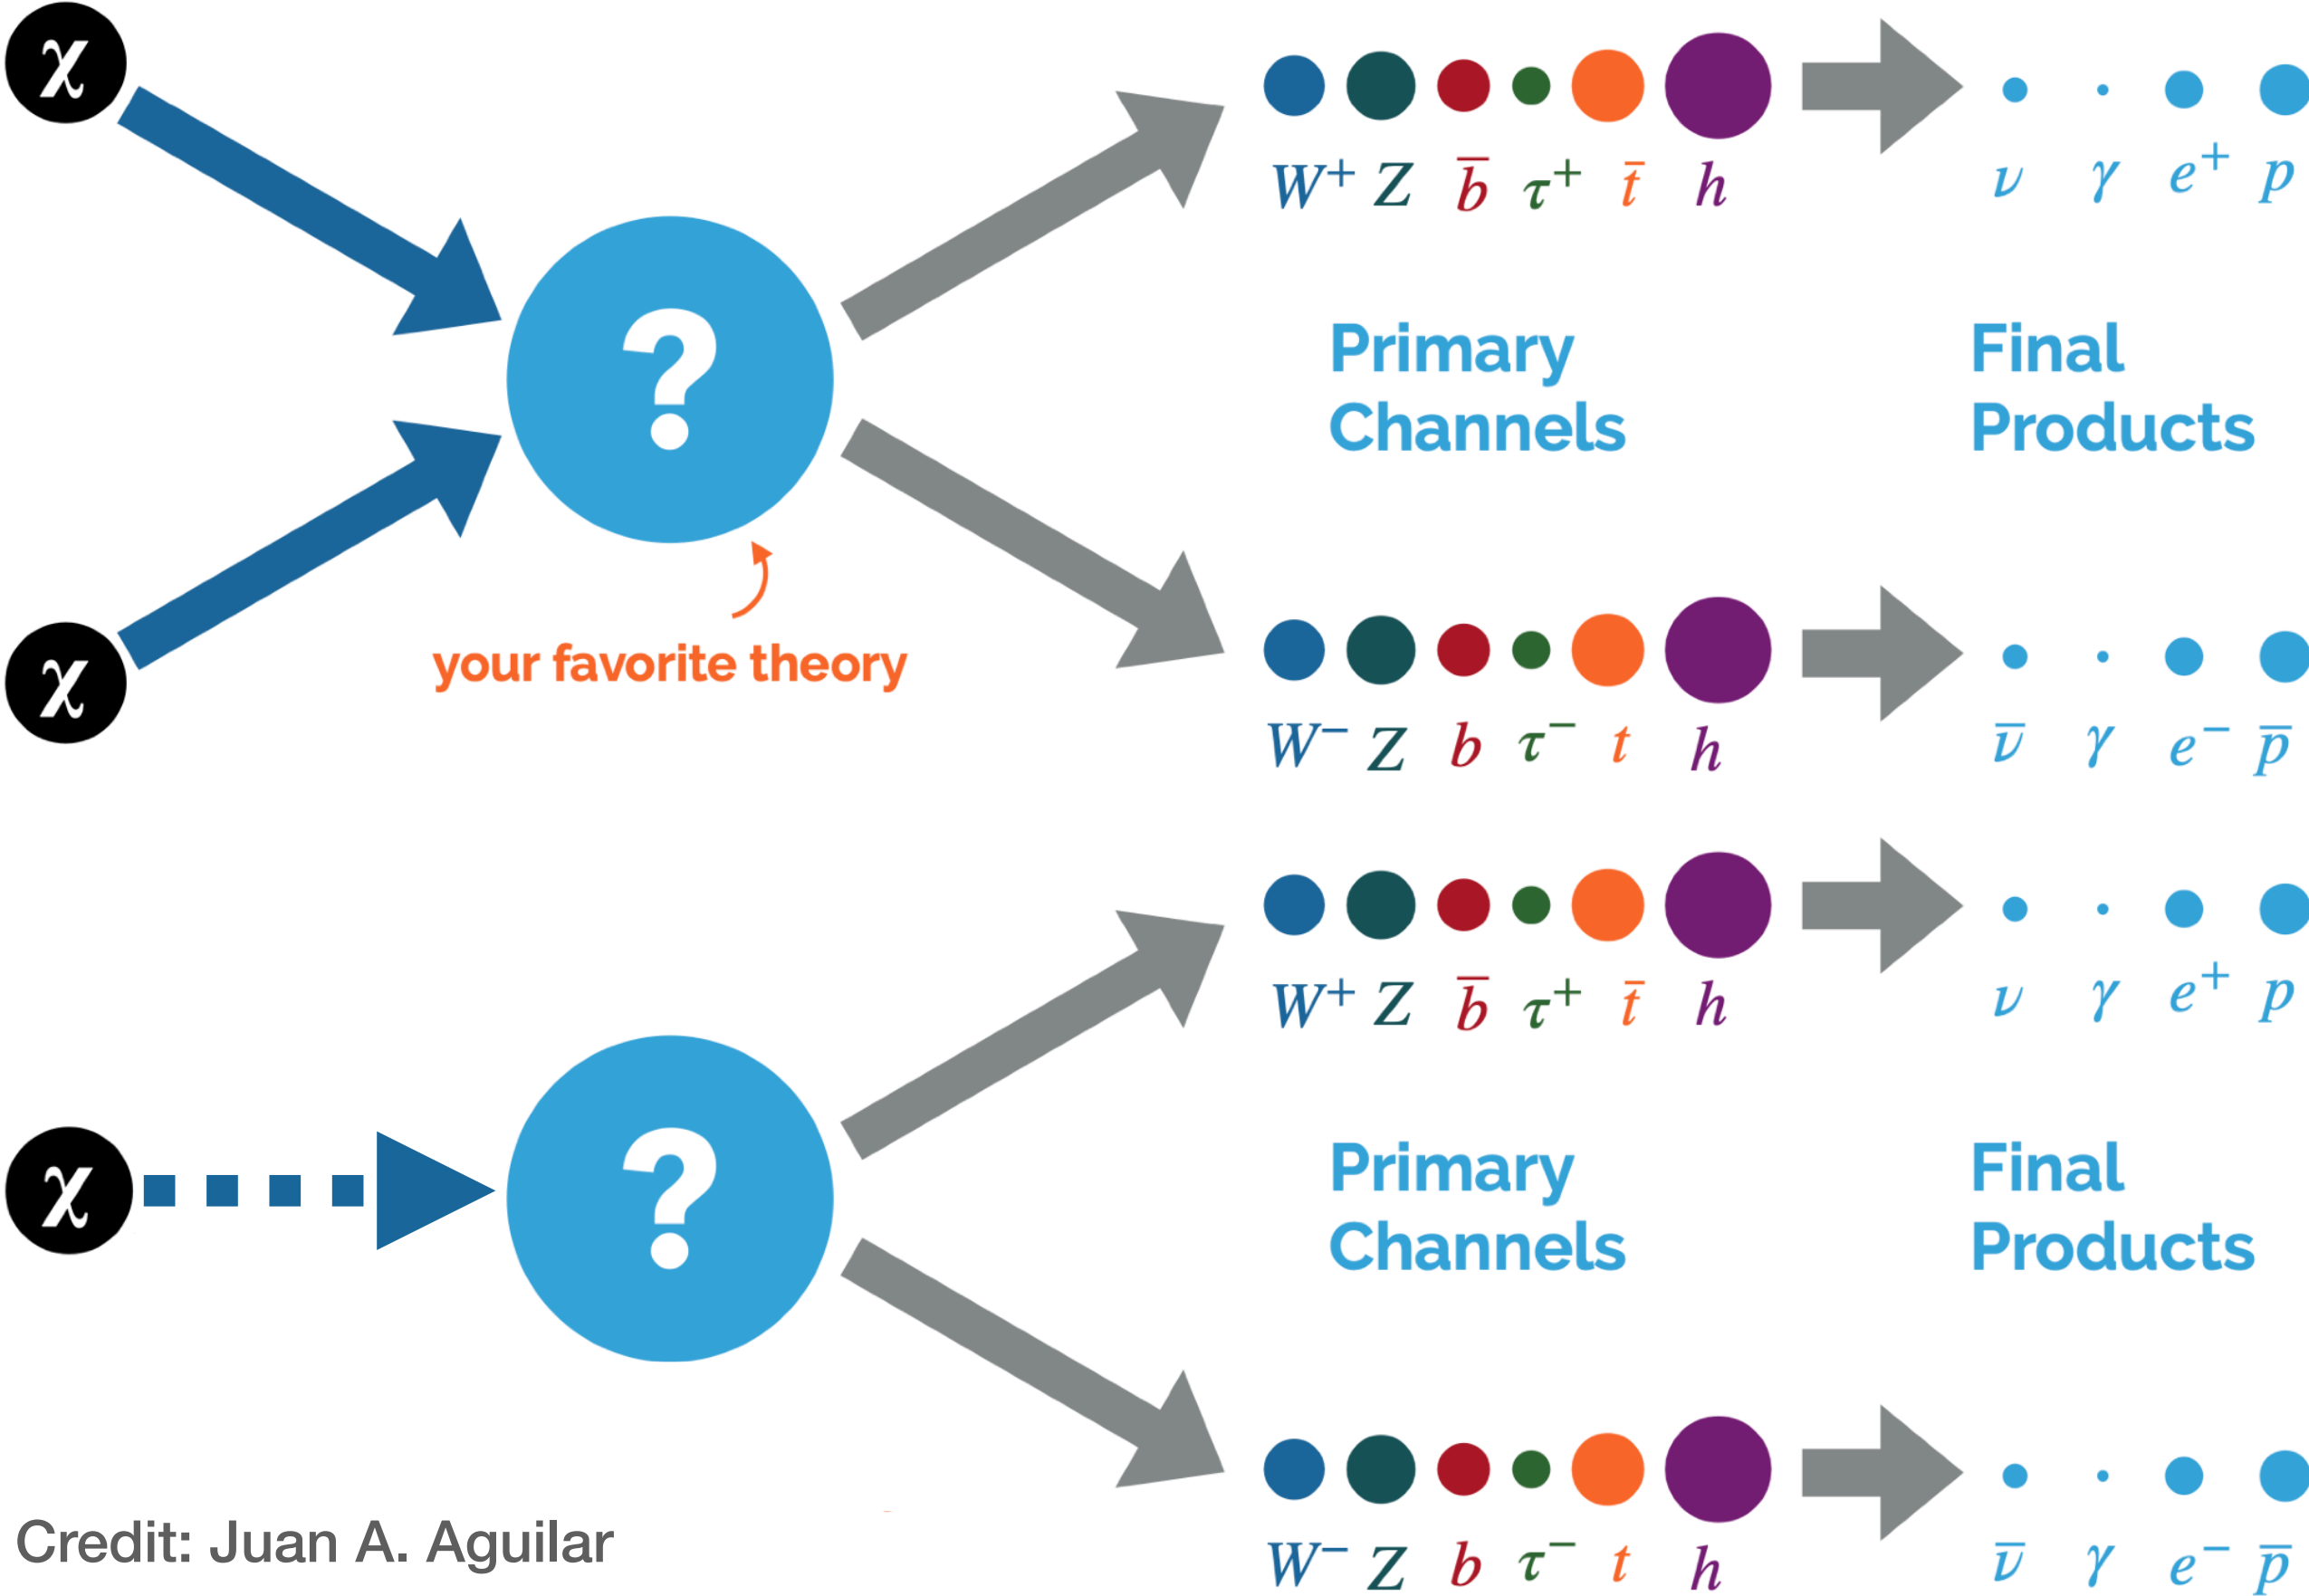 χ
W⁺ Z b̅ τ⁺ t̅ h
ν γ e⁺ p
?
Primary
Channels
Final
Products
your favorite theory
χ
W⁻ Z b τ⁻ t h
ν̅ γ e⁻ p̅
W⁺ Z b̅ τ⁺ t̅ h
ν γ e⁺ p
χ
?
Primary
Channels
Final
Products
W⁻ Z b τ⁻ t h
ν̅ γ e⁻ p̅
Credit: Juan A. Aguilar